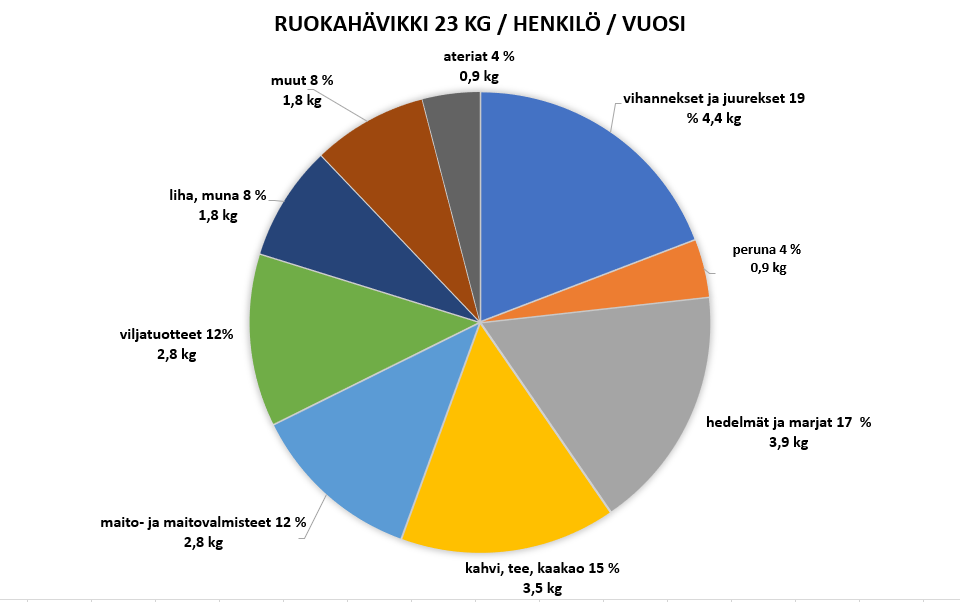 RUOKAHÄVIKKI 23 KG / HENKILÖ / VUOSI
ateriat 4 %
0,9 kg
muut 8 %
1,8 kg
vihannekset ja juurekset 19
% 4,4 kg
liha, muna 8 %
1,8 kg
peruna 4 %
0,9 kg
viljatuotteet 12%
2,8 kg
hedelmät ja marjat 17  %
3,9 kg
maito- ja maitovalmisteet 12 %
2,8 kg
kahvi, tee, kaakao 15 %
3,5 kg